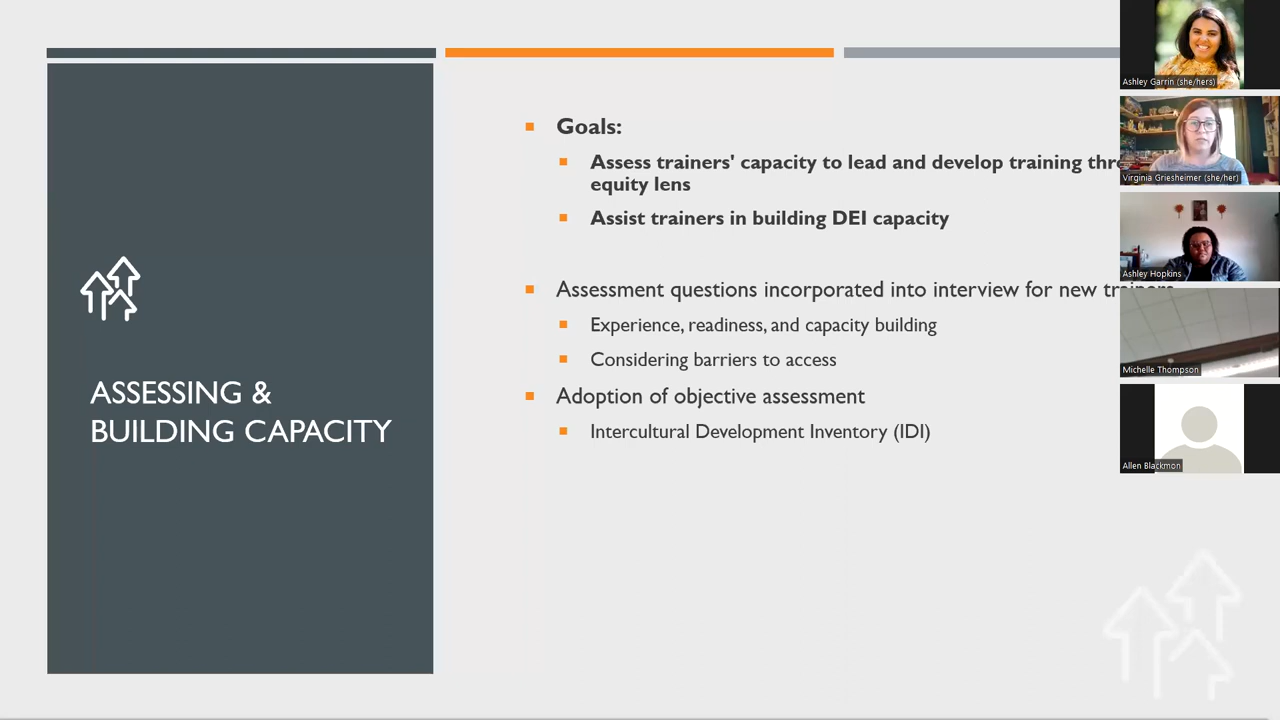 ASSESSING &
BUILDING CAPACITY
Goals:
Assess trainers' capacity to lead and develop training
equity lens
Assist trainers in building DEI capacity
Assessment questions incorporated into interview for new trainers
Experience, readiness, and capacity building
Considering barriers to access
Adoption of objective assessment
Intercultural Development Inventory (IDI)
Ashley Garrin (she/hers)
Virginia Griesheimer (she/her)
Ashley Hopkins
Michelle Thompson
Allen Blackmon